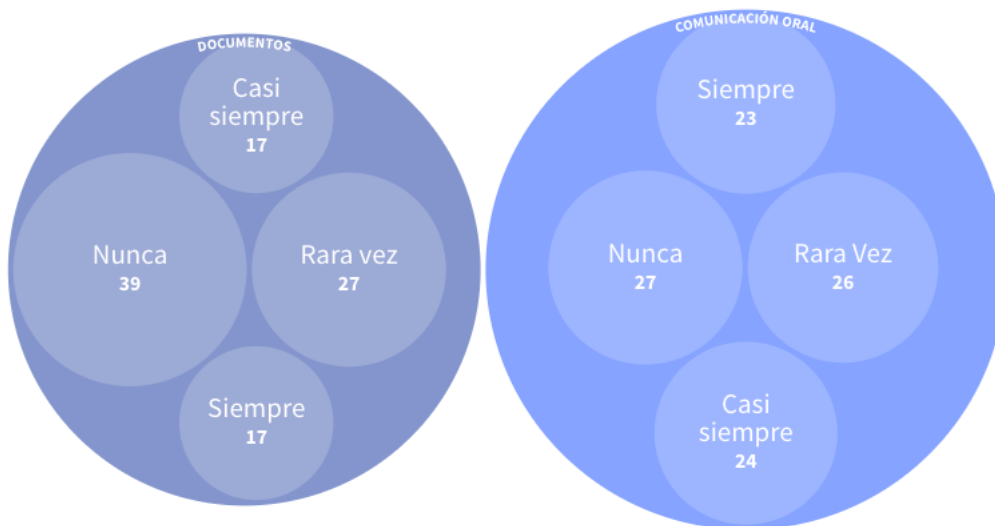 DOCUMENTOS
Casi
siempre
17
Nunca
39
Rara vez
27
Siempre
17
COMUNICACIÓN ORAL
Siempre
23
Nunca
27
Rara Vez
26
Casi
siempre
24